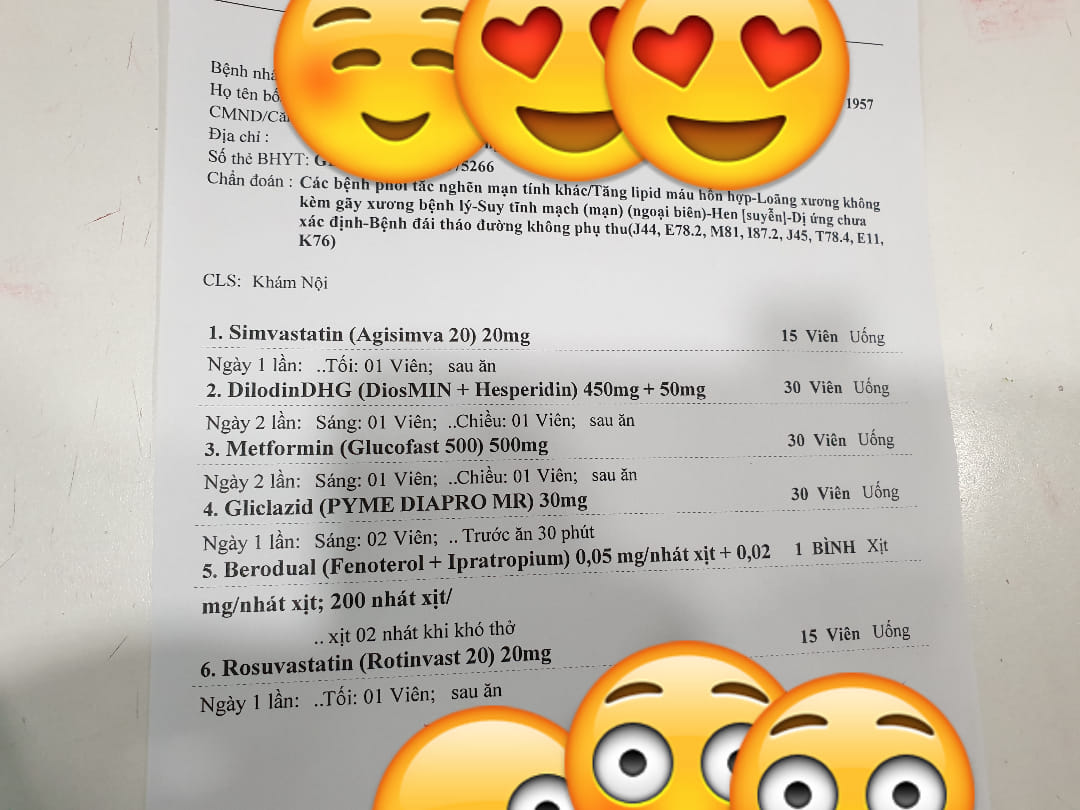 Bệnh
Họ tên
1957
CMND/
Địa chỉ :
Số thẻ BHYT: 5266
Chẩn đoán : Các bệnh phổi tắc nghẽn mạn tính khác/Tăng lipid máu hỗn hợp-Loãng xương không
kèm gãy xương bệnh lý-Suy tĩnh mạch (mạn) (ngoại biên)-Hen [suyễn]-Dị ứng chưa
xác định-Bệnh đái tháo đường không phụ thu(J44, E78.2, M81, I87.2, J45, T78.4, E11,
K76)
CLS: Khám Nội
1. Simvastatin (Agisimva 20) 20mg 15 Viên Uống
Ngày 1 lần: ..Tối: 01 Viên; sau ăn
2. DilodinDHG (DiosMIN + Hesperidin) 450mg + 50mg 30 Viên Uống
Ngày 2 lần: Sáng: 01 Viên; ..Chiều: 01 Viên; sau ăn
3. Metformin (Glucofast 500) 500mg 30 Viên Uống
Ngày 2 lần: Sáng: 01 Viên; ..Chiều: 01 Viên; sau ăn
4. Gliclazid (PYME DIAPRO MR) 30mg 30 Viên Uống
Ngày 1 lần: Sáng: 02 Viên; .. Trước ăn 30 phút
5. Berodual (Fenoterol + Ipratropium) 0,05 mg/nhát xịt + 0,02 1 BÌNH Xịt
mg/nhát xịt; 200 nhát xịt/
.. xịt 02 nhát khi khó thở
6. Rosuvastatin (Rotinvast 20) 20mg 15 Viên Uống
Ngày 1 lần: ..Tối: 01 Viên; sau ăn